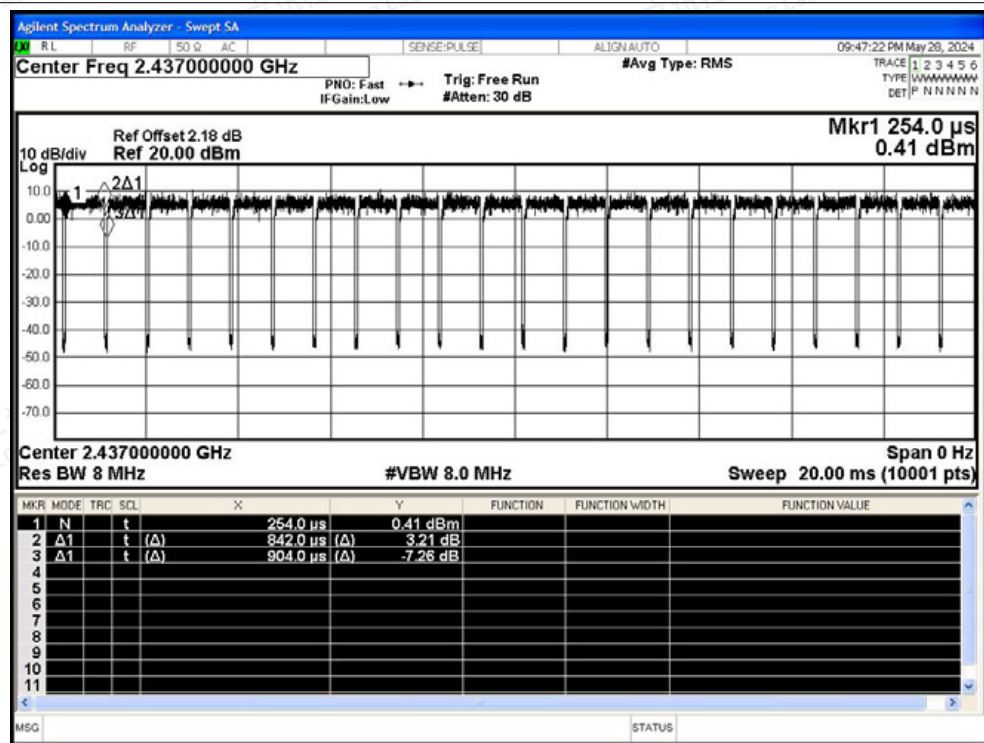 Agilent Spectrum Analyzer - Swept SA
LXI RL RF 50 Ω AC SENSE:PULSE ALIGN AUTO 09:47:22 PM May 28, 2024
Center Freq 2.437000000 GHz #Avg Type: RMS TRACE 1 2 3 4 5 6
PNO: Fast Trig: Free Run TYPE WWWWWW
IFGain:Low #Atten: 30 dB DET P N N N N N
Mkr1 254.0 µs
Ref Offset 2.18 dB
10 dB/div Ref 20.00 dBm 0.41 dBm
Log
10.0
1 2Δ1
0.00
3Δ1
-10.0
-20.0
-30.0
-40.0
-50.0
-60.0
-70.0
Center 2.437000000 GHz Span 0 Hz
Res BW 8 MHz #VBW 8.0 MHz Sweep 20.00 ms (10001 pts)
MKR MODE TRC SCL X Y FUNCTION FUNCTION WIDTH FUNCTION VALUE
1 N t 254.0 µs 0.41 dBm
2 Δ1 t (Δ) 842.0 µs (Δ) 3.21 dB
3 Δ1 t (Δ) 904.0 µs (Δ) -7.26 dB
4
5
6
7
8
9
10
11
MSG STATUS